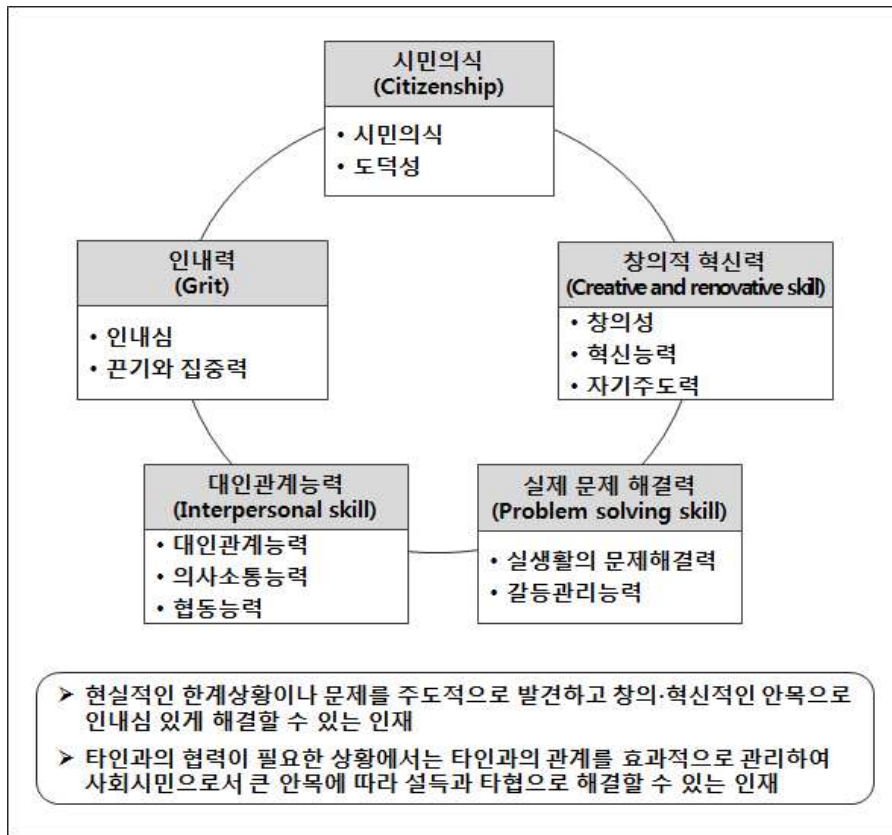 시민의식
(Citizenship)
• 시민의식
• 도덕성
인내력
(Grit)
• 인내심
• 끈기와 집중력
창의적 혁신력
(Creative and renovative skill)
• 창의성
• 혁신능력
• 자기주도력
대인관계능력
(Interpersonal skill)
• 대인관계능력
• 의사소통능력
• 협동능력
실제 문제 해결력
(Problem solving skill)
• 실생활의 문제해결력
• 갈등관리능력
➢ 현실적인 한계상황이나 문제를 주도적으로 발견하고 창의·혁신적인 안목으로
인내심 있게 해결할 수 있는 인재
➢ 타인과의 협력이 필요한 상황에서는 타인과의 관계를 효과적으로 관리하여
사회시민으로서 큰 안목에 따라 설득과 타협으로 해결할 수 있는 인재